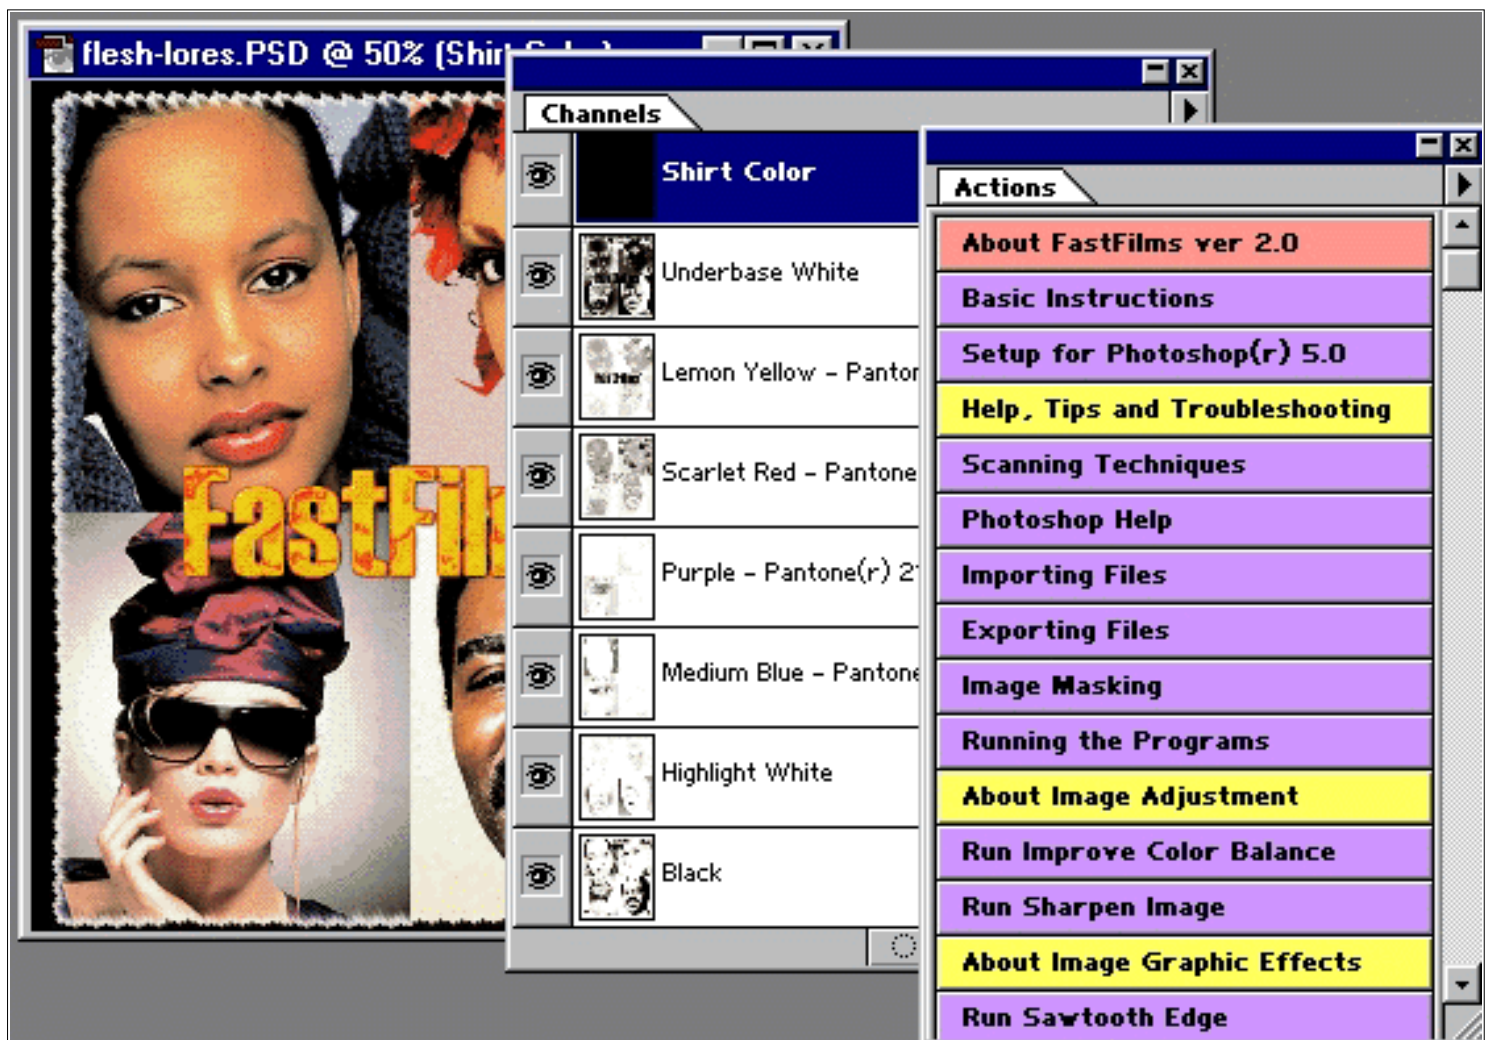 flesh-lores.PSD @ 50% (Shirt Color)
FastFil
Channels
Shirt Color
Underbase White
Lemon Yellow - Panton
Scarlet Red - Pantone
Purple - Pantone(r) 2
Medium Blue - Pantone
Highlight White
Black
Actions
About FastFilms ver 2.0
Basic Instructions
Setup for Photoshop(r) 5.0
Help, Tips and Troubleshooting
Scanning Techniques
Photoshop Help
Importing Files
Exporting Files
Image Masking
Running the Programs
About Image Adjustment
Run Improve Color Balance
Run Sharpen Image
About Image Graphic Effects
Run Sawtooth Edge